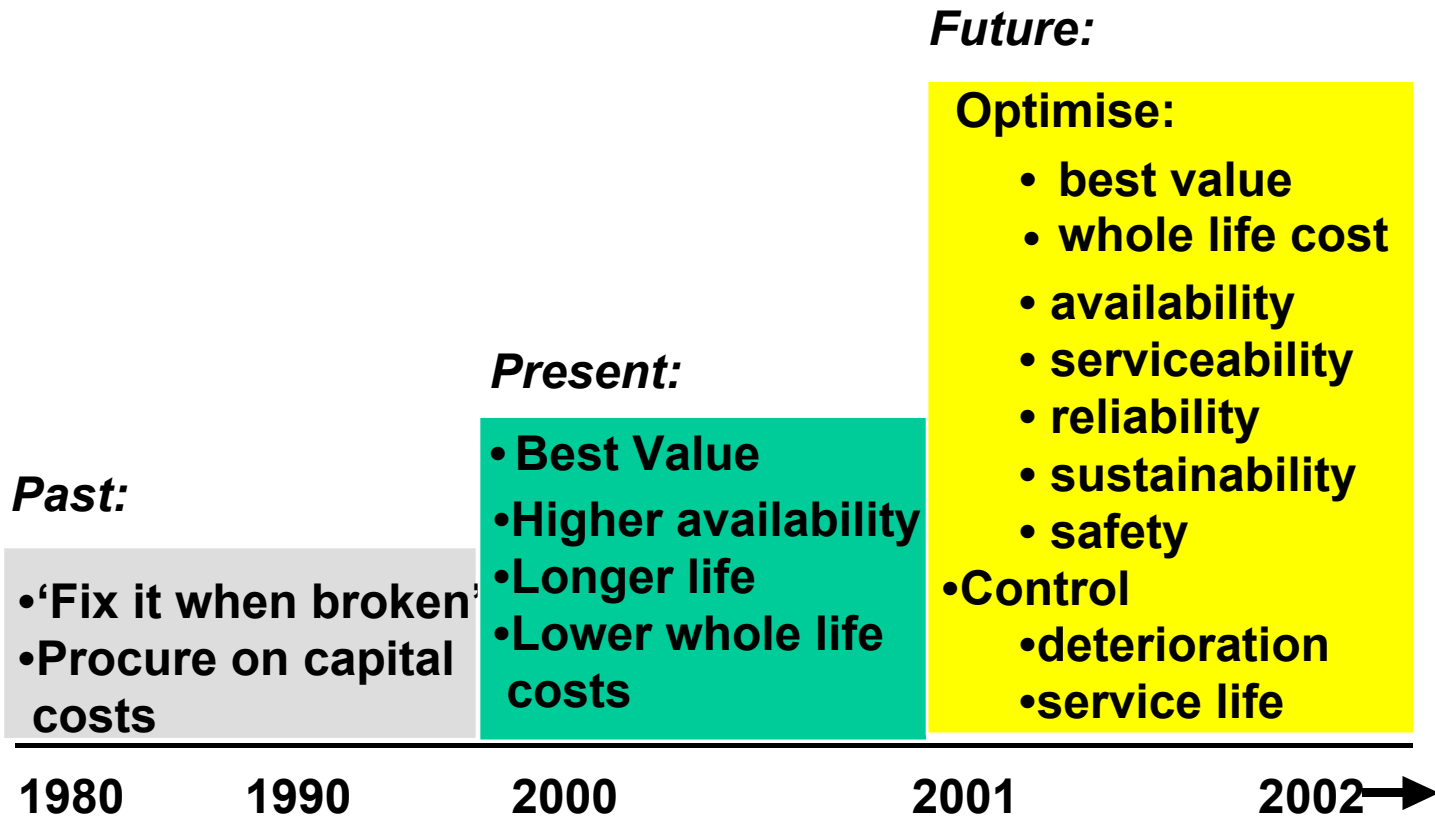 Past:
•‘Fix it when broken’
•Procure on capital
costs
Present:
• Best Value
•Higher availability
•Longer life
•Lower whole life
costs
Future:
Optimise:
• best value
• whole life cost
• availability
• serviceability
• reliability
• sustainability
• safety
•Control
•deterioration
•service life
1980 1990 2000 2001 2002